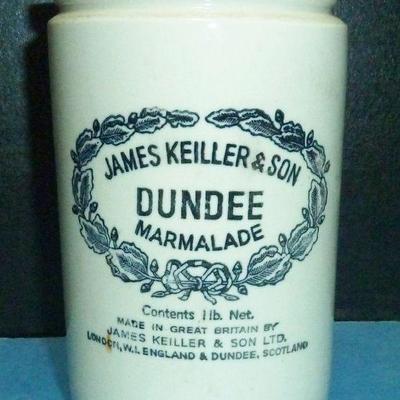 JAMES KEILLER & SON
DUNDEE
MARMALADE
Contents 1lb. Net.
MADE IN GREAT BRITAIN BY
JAMES KEILLER & SON LTD.
LONDON, W.I. ENGLAND & DUNDEE, SCOTLAND